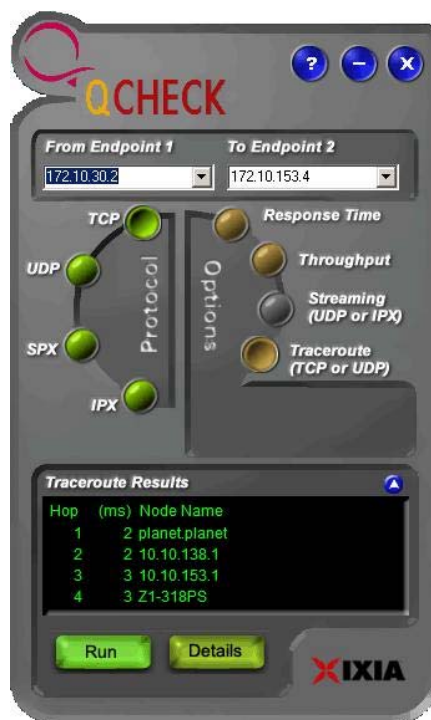 QCHECK
?
From Endpoint 1 To Endpoint 2
172.10.30.2 172.10.153.4
TCP
UDP
SPX
IPX
Protocol
Options
Response Time
Throughput
Streaming
(UDP or IPX)
Traceroute
(TCP or UDP)
Traceroute Results
Hop (ms) Node Name
1 2 planet.planet
2 2 10.10.138.1
3 3 10.10.153.1
4 3 Z1-318PS
Run Details
XIXIA